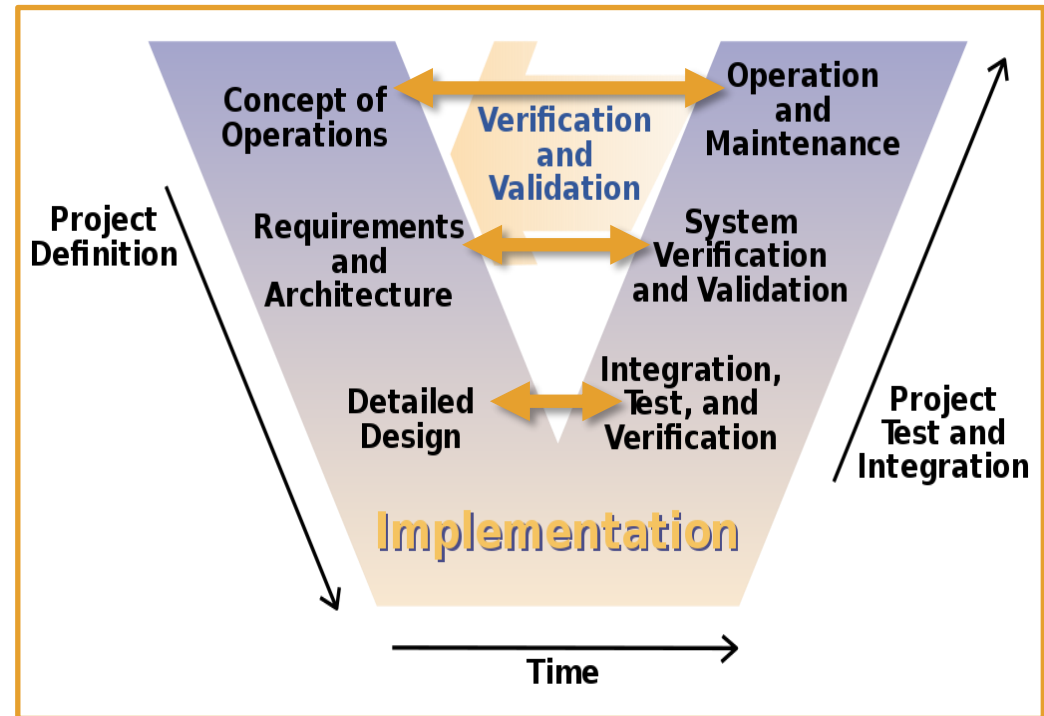 Concept of
Operations
Verification
and
Validation
Operation
and
Maintenance
Project
Definition
Requirements
and
Architecture
System
Verification
and Validation
Detailed
Design
Integration,
Test, and
Verification
Project
Test and
Integration
Implementation
Time